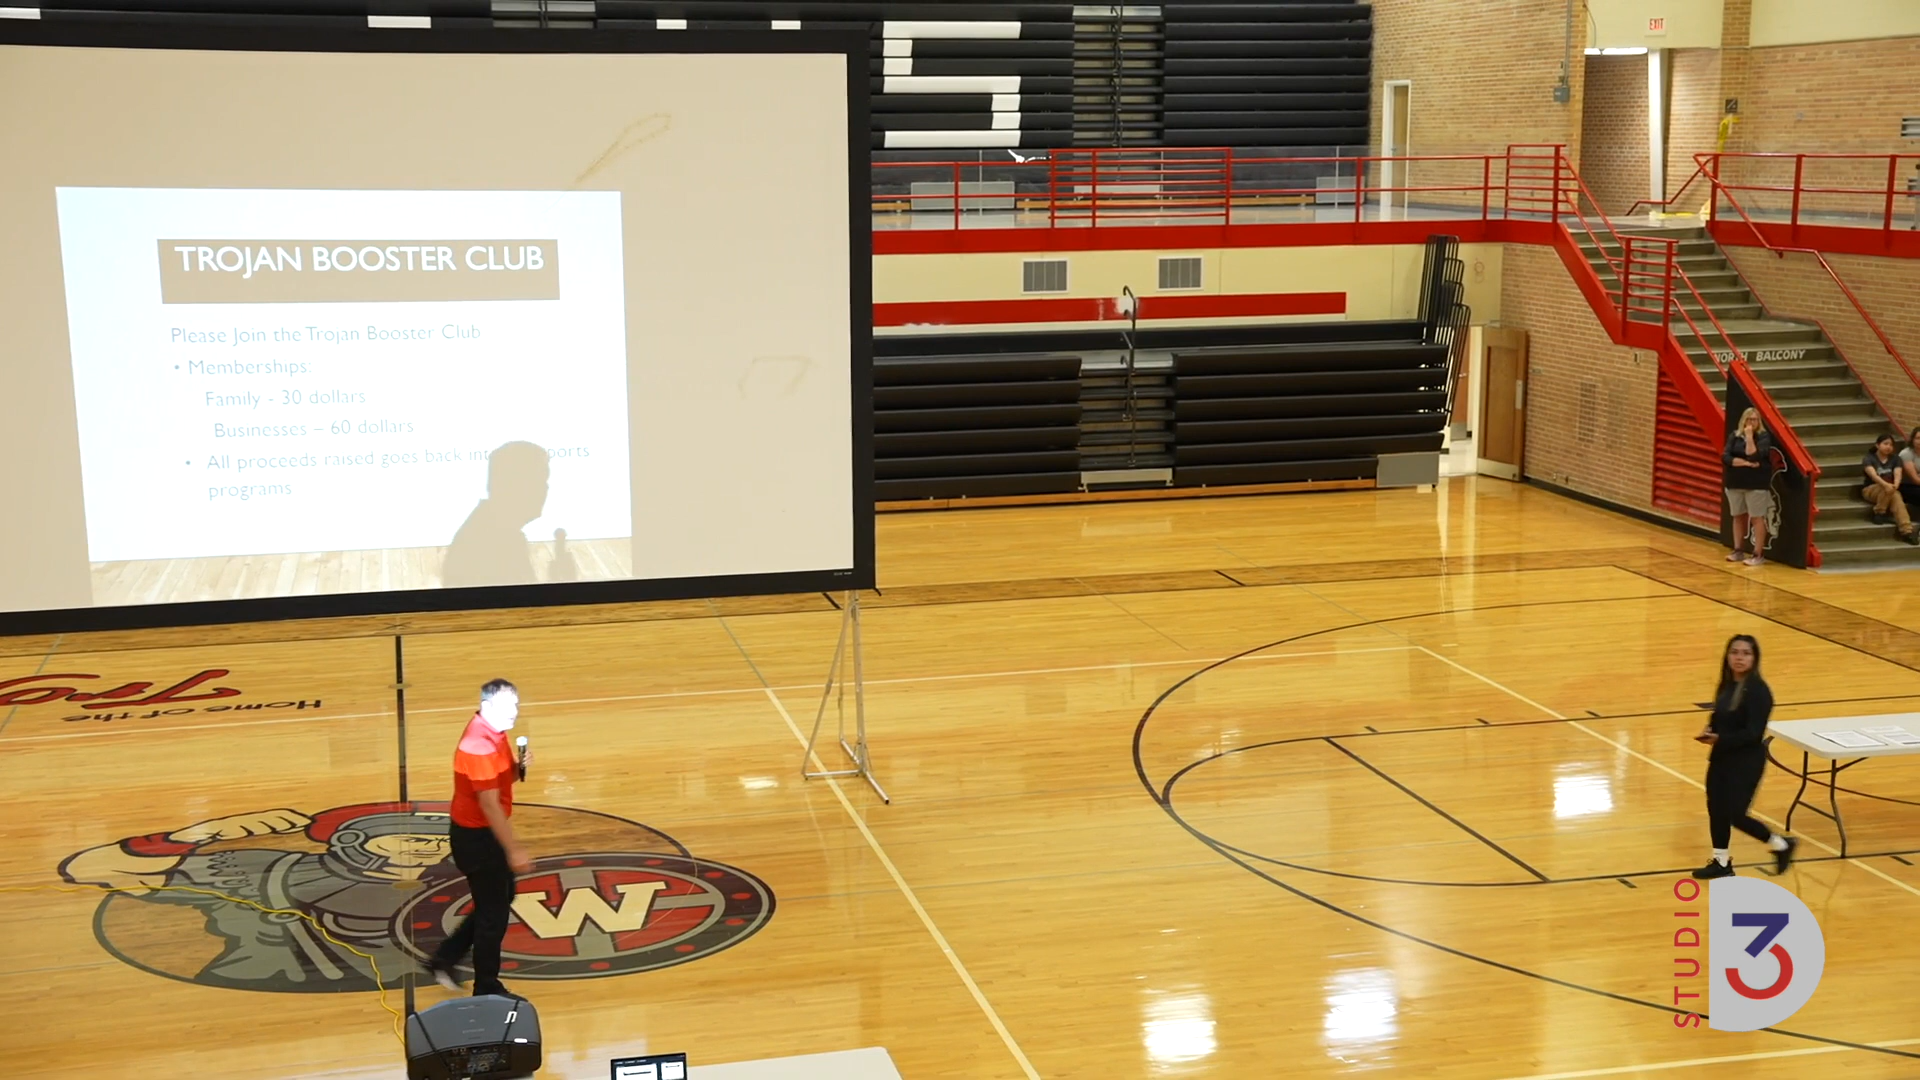 S
EXIT
TROJAN BOOSTER CLUB
Please Join the Trojan Booster Club
• Memberships:
Family - 30 dollars
Businesses – 60 dollars
• All proceeds raised goes back
programs
NORTH BALCONY
Home of the
W
STUDIO
3